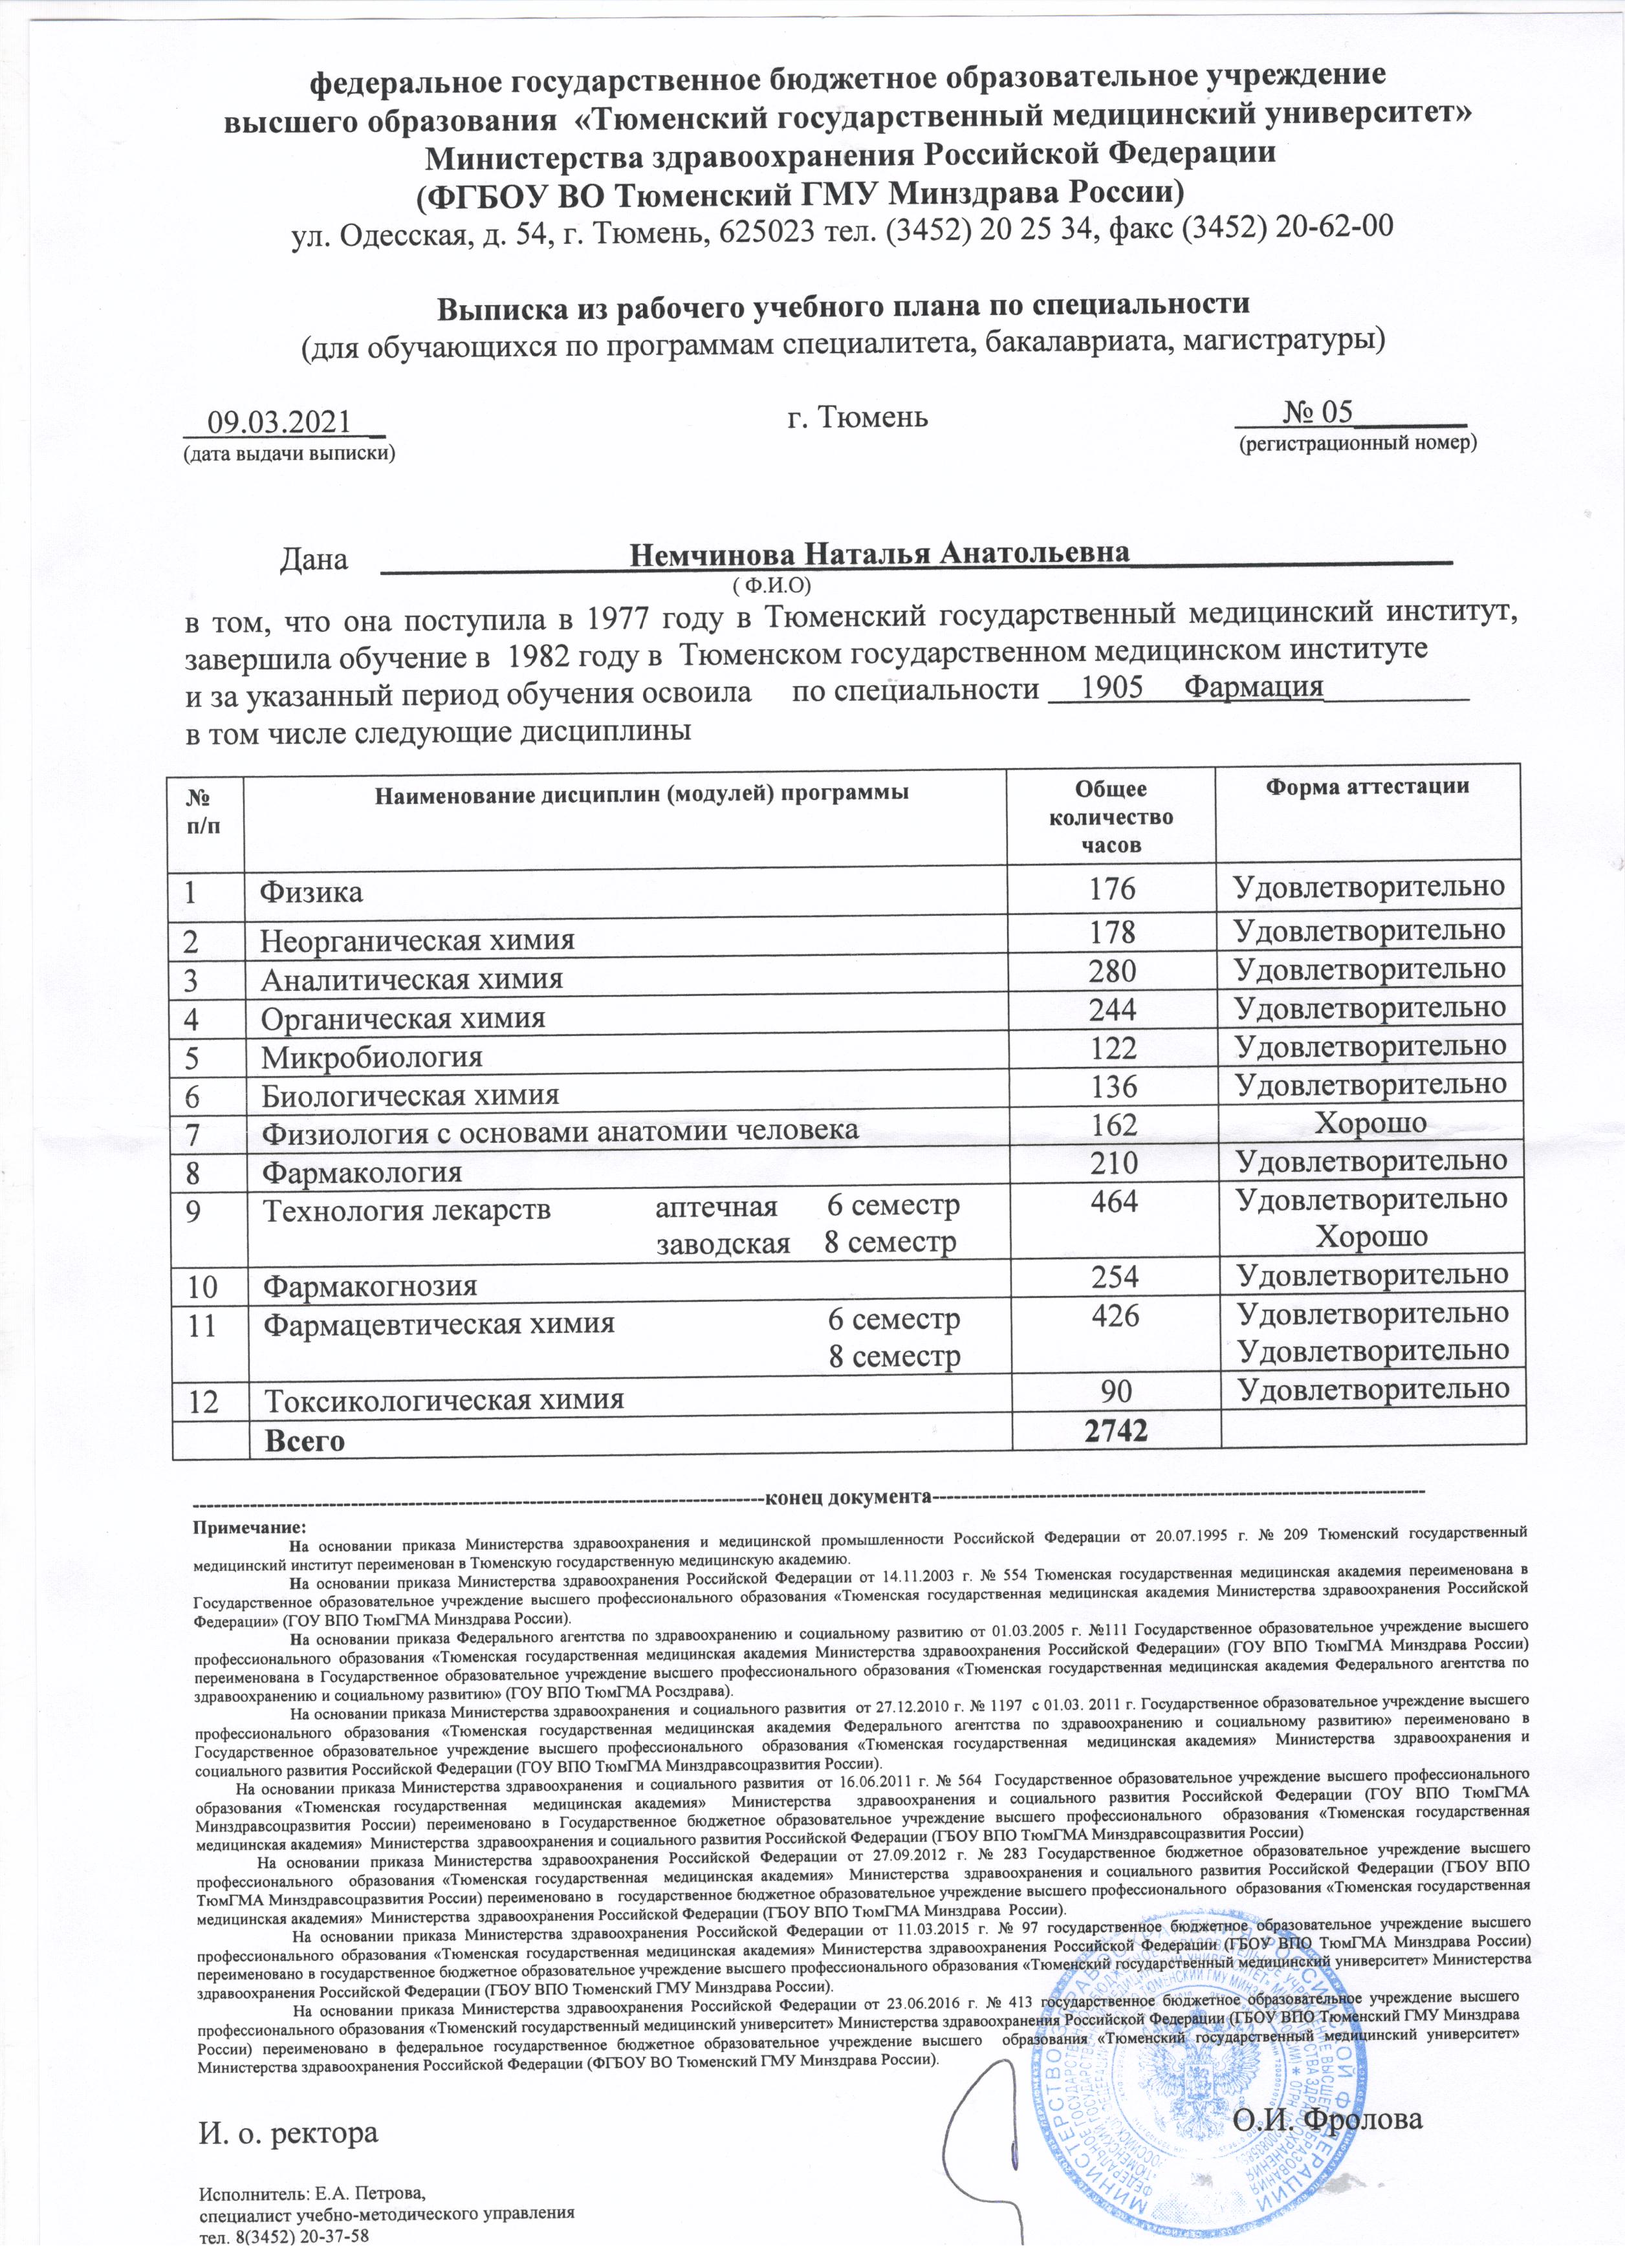 федеральное государственное бюджетное образовательное учреждение
высшего образования «Тюменский государственный медицинский университет»
Министерства здравоохранения Российской Федерации
(ФГБОУ ВО Тюменский ГМУ Минздрава России)
ул. Одесская, д. 54, г. Тюмень, 625023 тел. (3452) 20 25 34, факс (3452) 20-62-00
Выписка из рабочего учебного плана по специальности
(для обучающихся по программам специалитета, бакалавриата, магистратуры)
09.03.2021 г. Тюмень № 05
(дата выдачи выписки) (регистрационный номер)
Дана Немчинова Наталья Анатольевна
( Ф.И.О)
в том, что она поступила в 1977 году в Тюменский государственный медицинский институт,
завершила обучение в 1982 году в Тюменском государственном медицинском институте
и за указанный период обучения освоила по специальности 1905 Фармация
в том числе следующие дисциплины
№ п/п Наименование дисциплин (модулей) программы Общее количество часов Форма аттестации
1 Физика 176 Удовлетворительно
2 Неорганическая химия 178 Удовлетворительно
3 Аналитическая химия 280 Удовлетворительно
4 Органическая химия 244 Удовлетворительно
5 Микробиология 122 Удовлетворительно
6 Биологическая химия 136 Удовлетворительно
7 Физиология с основами анатомии человека 162 Хорошо
8 Фармакология 210 Удовлетворительно
9 Технология лекарств аптечная 6 семестр 464 Удовлетворительно
заводская 8 семестр Хорошо
10 Фармакогнозия 254 Удовлетворительно
11 Фармацевтическая химия 6 семестр 426 Удовлетворительно
8 семестр Удовлетворительно
12 Токсикологическая химия 90 Удовлетворительно
Всего 2742
конец документа
Примечание:
На основании приказа Министерства здравоохранения и медицинской промышленности Российской Федерации от 20.07.1995 г. № 209 Тюменский государственный
медицинский институт переименован в Тюменскую государственную медицинскую академию.
На основании приказа Министерства здравоохранения Российской Федерации от 14.11.2003 г. № 554 Тюменская государственная медицинская академия переименована в
Государственное образовательное учреждение высшего профессионального образования «Тюменская государственная медицинская академия Министерства здравоохранения Российской
Федерации» (ГОУ ВПО ТюмГМА Минздрава России).
На основании приказа Федерального агентства по здравоохранению и социальному развитию от 01.03.2005 г. №111 Государственное образовательное учреждение высшего
профессионального образования «Тюменская государственная медицинская академия Министерства здравоохранения Российской Федерации» (ГОУ ВПО ТюмГМА Минздрава России)
переименована в Государственное образовательное учреждение высшего профессионального образования «Тюменская государственная медицинская академия Федерального агентства по
здравоохранению и социальному развитию» (ГОУ ВПО ТюмГМА Росздрава).
На основании приказа Министерства здравоохранения и социального развития от 27.12.2010 г. № 1197 с 01.03. 2011 г. Государственное образовательное учреждение высшего
профессионального образования «Тюменская государственная медицинская академия Федерального агентства по здравоохранению и социальному развитию» переименовано в
Государственное образовательное учреждение высшего профессионального образования «Тюменская государственная медицинская академия» Министерства здравоохранения и
социального развития Российской Федерации (ГОУ ВПО ТюмГМА Минздравсоцразвития России).
На основании приказа Министерства здравоохранения и социального развития от 16.06.2011 г. № 564 Государственное образовательное учреждение высшего профессионального
образования «Тюменская государственная медицинская академия» Министерства здравоохранения и социального развития Российской Федерации (ГОУ ВПО ТюмГМА
Минздравсоцразвития России) переименовано в Государственное бюджетное образовательное учреждение высшего профессионального образования «Тюменская государственная
медицинская академия» Министерства здравоохранения и социального развития Российской Федерации (ГБОУ ВПО ТюмГМА Минздравсоцразвития России)
На основании приказа Министерства здравоохранения Российской Федерации от 27.09.2012 г. № 283 Государственное бюджетное образовательное учреждение высшего
профессионального образования «Тюменская государственная медицинская академия» Министерства здравоохранения и социального развития Российской Федерации (ГБОУ ВПО
ТюмГМА Минздравсоцразвития России) переименовано в государственное бюджетное образовательное учреждение высшего профессионального образования «Тюменская государственная
медицинская академия» Министерства здравоохранения Российской Федерации (ГБОУ ВПО ТюмГМА Минздрава России).
На основании приказа Министерства здравоохранения Российской Федерации от 11.03.2015 г. № 97 государственное бюджетное образовательное учреждение высшего
профессионального образования «Тюменская государственная медицинская академия» Министерства здравоохранения Российской Федерации (ГБОУ ВПО ТюмГМА Минздрава России)
переименовано в государственное бюджетное образовательное учреждение высшего профессионального образования «Тюменский государственный медицинский университет» Министерства
здравоохранения Российской Федерации (ГБОУ ВПО Тюменский ГМУ Минздрава России).
На основании приказа Министерства здравоохранения Российской Федерации от 23.06.2016 г. № 413 государственное бюджетное образовательное учреждение высшего
профессионального образования «Тюменский государственный медицинский университет» Министерства здравоохранения Российской Федерации (ГБОУ ВПО Тюменский ГМУ Минздрава
России) переименовано в федеральное государственное бюджетное образовательное учреждение высшего образования «Тюменский государственный медицинский университет»
Министерства здравоохранения Российской Федерации (ФГБОУ ВО Тюменский ГМУ Минздрава России).
И. о. ректора О.И. Фролова
МИНИСТЕРСТВО ЗДРАВООХРАНЕНИЯ РОССИЙСКОЙ ФЕДЕРАЦИИ
Исполнитель: Е.А. Петрова,
специалист учебно-методического управления
тел. 8(3452) 20-37-58